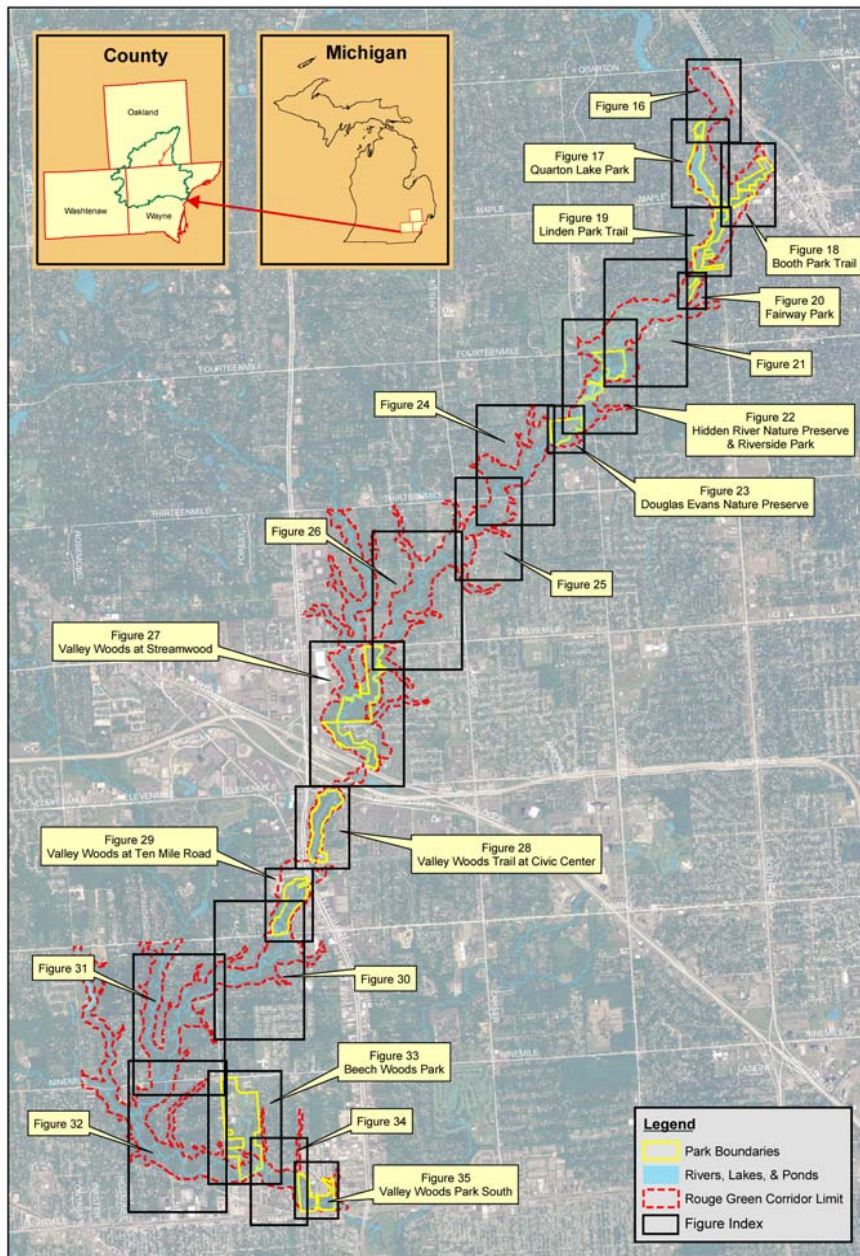 County
Oakland
Washtenaw
Wayne
Michigan
QUARTON
MAPLE
MAPLE
Figure 16
Figure 17
Quarton Lake Park
Figure 19
Linden Park Trail
Figure 18
Booth Park Trail
Figure 20
Fairway Park
Figure 21
FOURTEENMILE
Figure 24
Figure 22
Hidden River Nature Preserve
& Riverside Park
Figure 23
Douglas Evans Nature Preserve
THIRTEENMILE
THIRTEENMILE
Figure 26
Figure 25
TWELVEMILE
Figure 27
Valley Woods at Streamwood
ELEVENMILE
Figure 29
Valley Woods at Ten Mile Road
Figure 28
Valley Woods Trail at Civic Center
Figure 31
Figure 30
NINEMILE
NINEMILE
Figure 33
Beech Woods Park
Figure 34
Figure 32
Figure 35
Valley Woods Park South
Legend
Park Boundaries
Rivers, Lakes, & Ponds
Rouge Green Corridor Limit
Figure Index